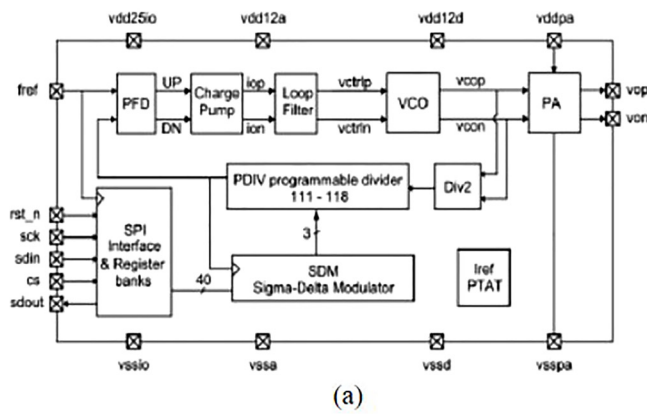 vdd25io vdd12a vdd12d vddpa
fref
PFD
UP
DN
Charge
Pump
iop
ion
Loop
Filter
vctrlp
vctrln
VCO
vcop
vcon
PA
vop
von
PDIV programmable divider
111 - 118
Div2
rst_n
sck
sdin
cs
sdout
SPI
Interface
& Register
banks
40
3
SDM
Sigma-Delta Modulator
Iref
PTAT
vssio vssa vssd vsspa
(a)